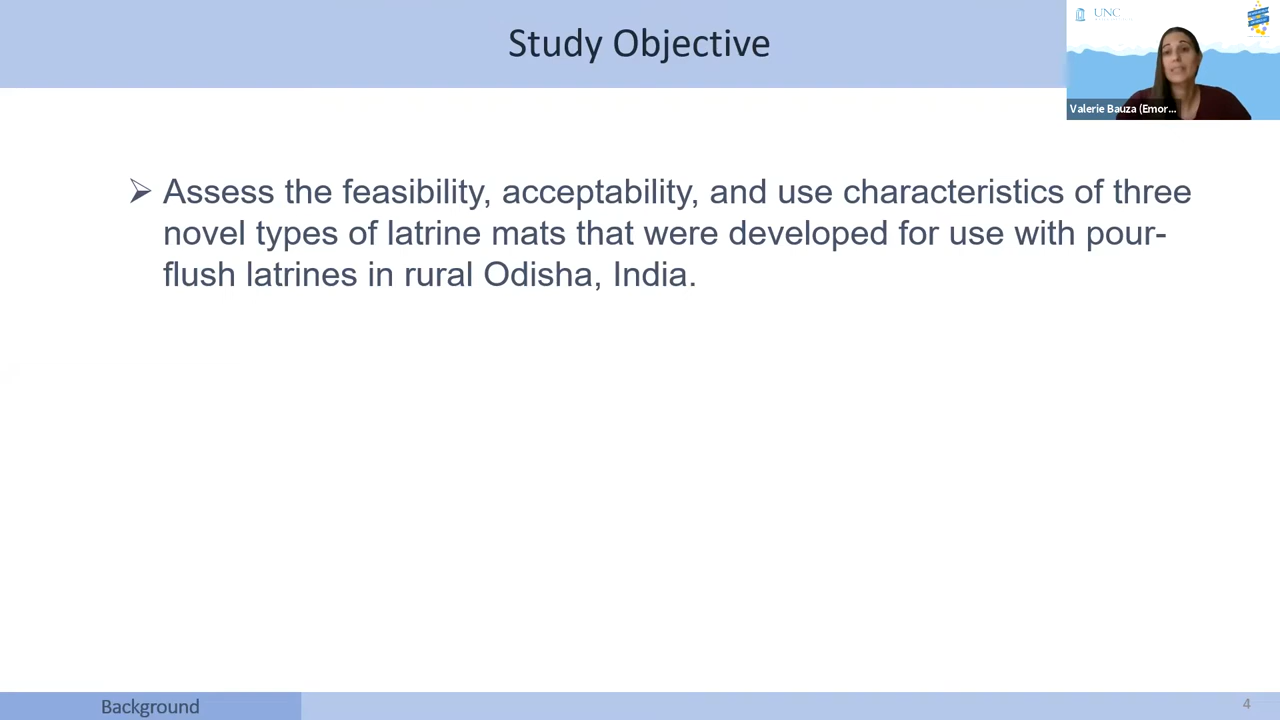 Study Objective
UNC
Valerie Bauza (Emor...
➢ Assess the feasibility, acceptability, and use characteristics of three
novel types of latrine mats that were developed for use with pour-
flush latrines in rural Odisha, India.
Background
4